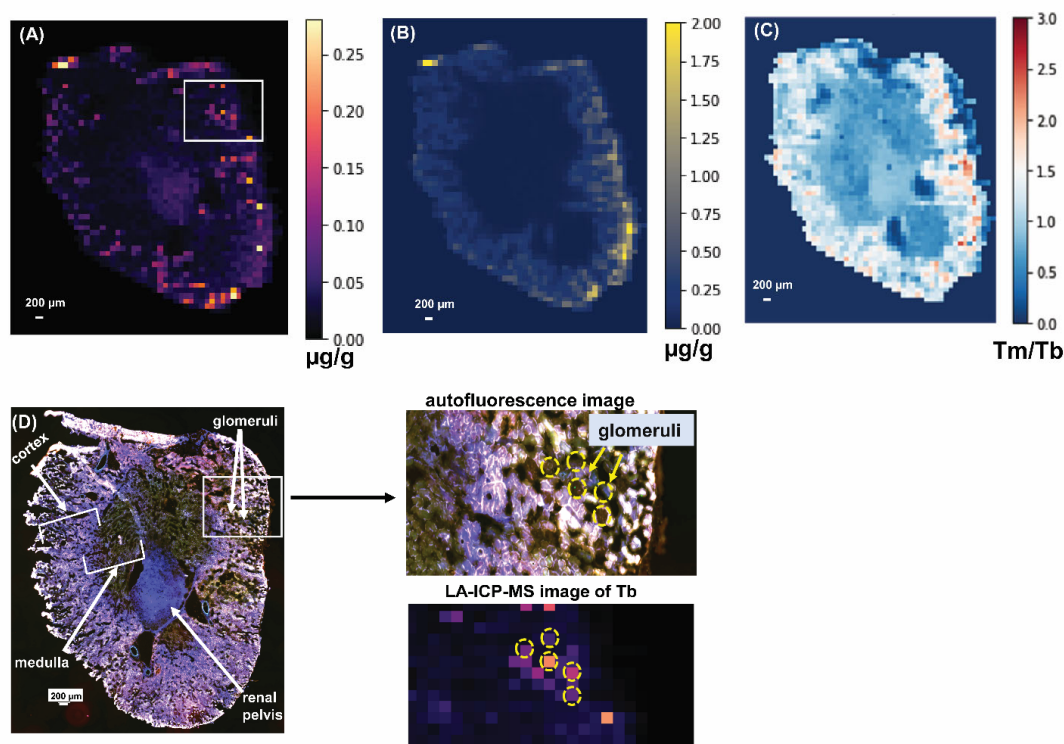 (A)
0.25
0.20
0.15
0.10
0.05
0.00
µg/g
200 µm
(B)
2.00
1.75
1.50
1.25
1.00
0.75
0.50
0.25
0.00
µg/g
200 µm
(C)
3.0
2.5
2.0
1.5
1.0
0.5
0.0
Tm/Tb
200 µm
(D)
glomeruli
cortex
medulla
200 µm
renal
pelvis
autofluorescence image
glomeruli
LA-ICP-MS image of Tb